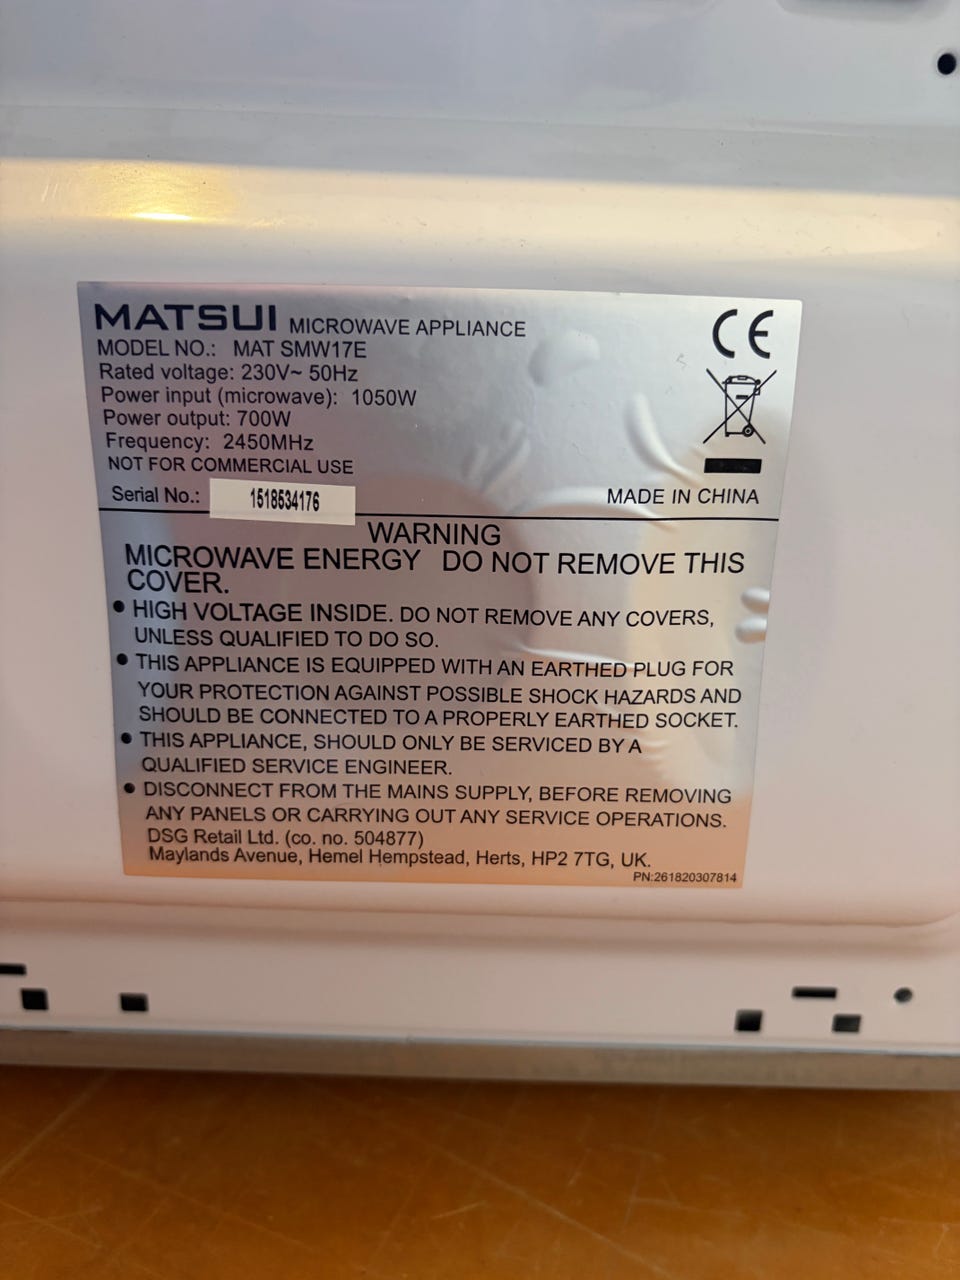 MATSUI MICROWAVE APPLIANCE
MODEL NO.: MAT SMW17E
Rated voltage: 230V~ 50Hz
Power input (microwave): 1050W
Power output: 700W
Frequency: 2450MHz
NOT FOR COMMERCIAL USE
Serial No.: 1518534176
CE
MADE IN CHINA
WARNING
MICROWAVE ENERGY DO NOT REMOVE THIS
COVER.
• HIGH VOLTAGE INSIDE. DO NOT REMOVE ANY COVERS,
UNLESS QUALIFIED TO DO SO.
• THIS APPLIANCE IS EQUIPPED WITH AN EARTHED PLUG FOR
YOUR PROTECTION AGAINST POSSIBLE SHOCK HAZARDS AND
SHOULD BE CONNECTED TO A PROPERLY EARTHED SOCKET.
• THIS APPLIANCE, SHOULD ONLY BE SERVICED BY A
QUALIFIED SERVICE ENGINEER.
• DISCONNECT FROM THE MAINS SUPPLY, BEFORE REMOVING
ANY PANELS OR CARRYING OUT ANY SERVICE OPERATIONS.
DSG Retail Ltd. (co. no. 504877)
Maylands Avenue, Hemel Hempstead, Herts, HP2 7TG, UK.
PN:261820307814